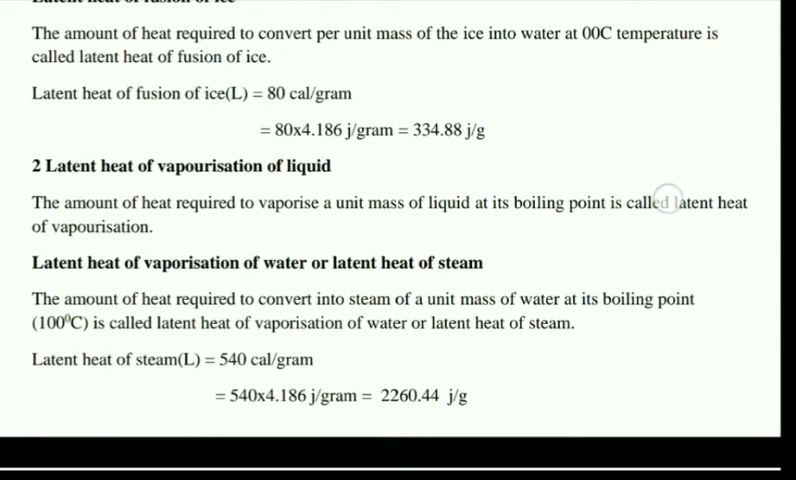 Latent heat of fusion of ice
The amount of heat required to convert per unit mass of the ice into water at 00C temperature is
called latent heat of fusion of ice.
Latent heat of fusion of ice(L) = 80 cal/gram
= 80x4.186 j/gram = 334.88 j/g
2 Latent heat of vapourisation of liquid
The amount of heat required to vaporise a unit mass of liquid at its boiling point is called latent heat
of vapourisation.
Latent heat of vaporisation of water or latent heat of steam
The amount of heat required to convert into steam of a unit mass of water at its boiling point
(100⁰C) is called latent heat of vaporisation of water or latent heat of steam.
Latent heat of steam(L) = 540 cal/gram
= 540x4.186 j/gram = 2260.44 j/g